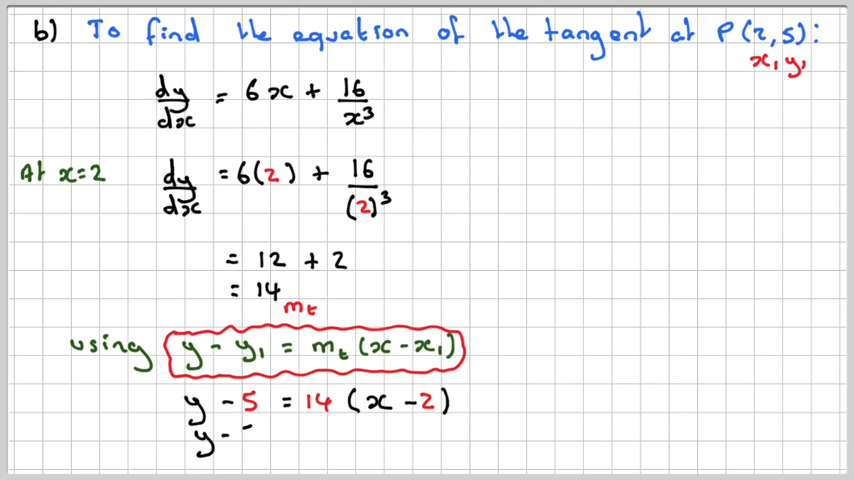 b) To find the equation of the tangent at P(2,5):
x₁ y₁
dy/dx = 6x + 16/x³
At x=2 dy/dx = 6(2) + 16/(2)³
= 12 + 2
= 14
mₜ
using y - y₁ = mₜ (x - x₁)
y - 5 = 14 (x - 2)
y -